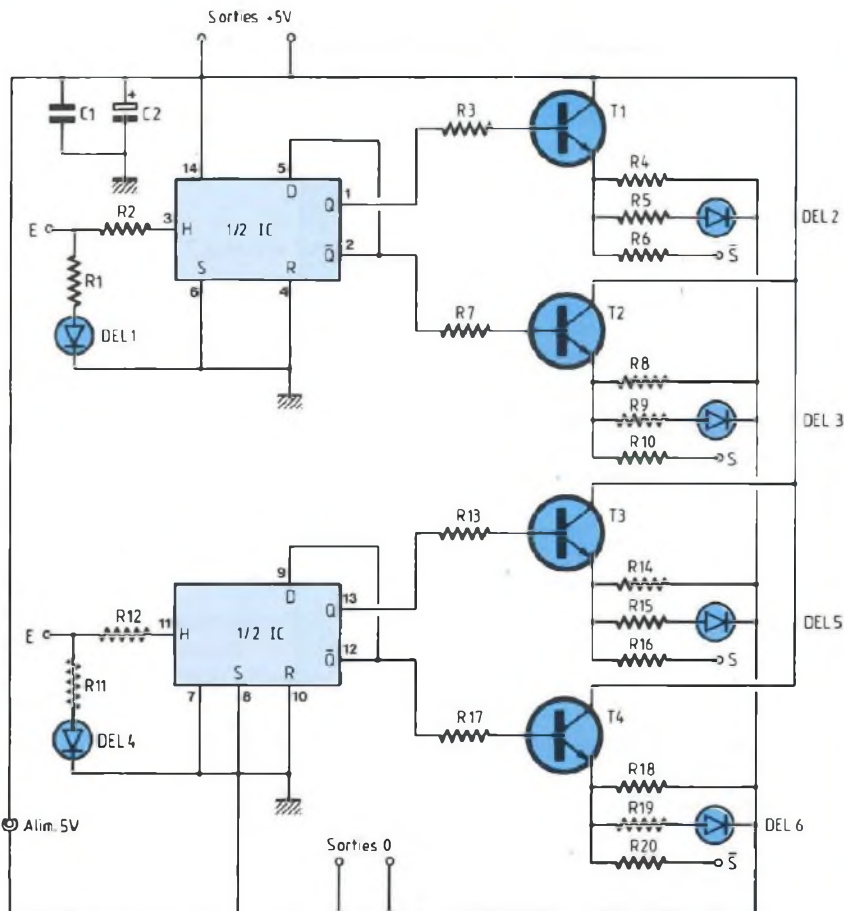 Sorties +5V
C1
C2
R3
T1
14
5
D
Q
1
R4
R2
R5
DEL 2
E
3
H
1/2 IC
Q̄
2
R6
S̄
S
R
R1
6
4
T2
DEL 1
R7
R8
R9
DEL 3
R10
S
R13
T3
9
D
Q
13
R14
R12
R15
DEL 5
E
11
H
1/2 IC
Q̄
12
R16
S
S
R
R11
7
8
10
T4
R17
DEL 4
R18
R19
DEL 6
Alim. 5V
Sorties 0
R20
S̄